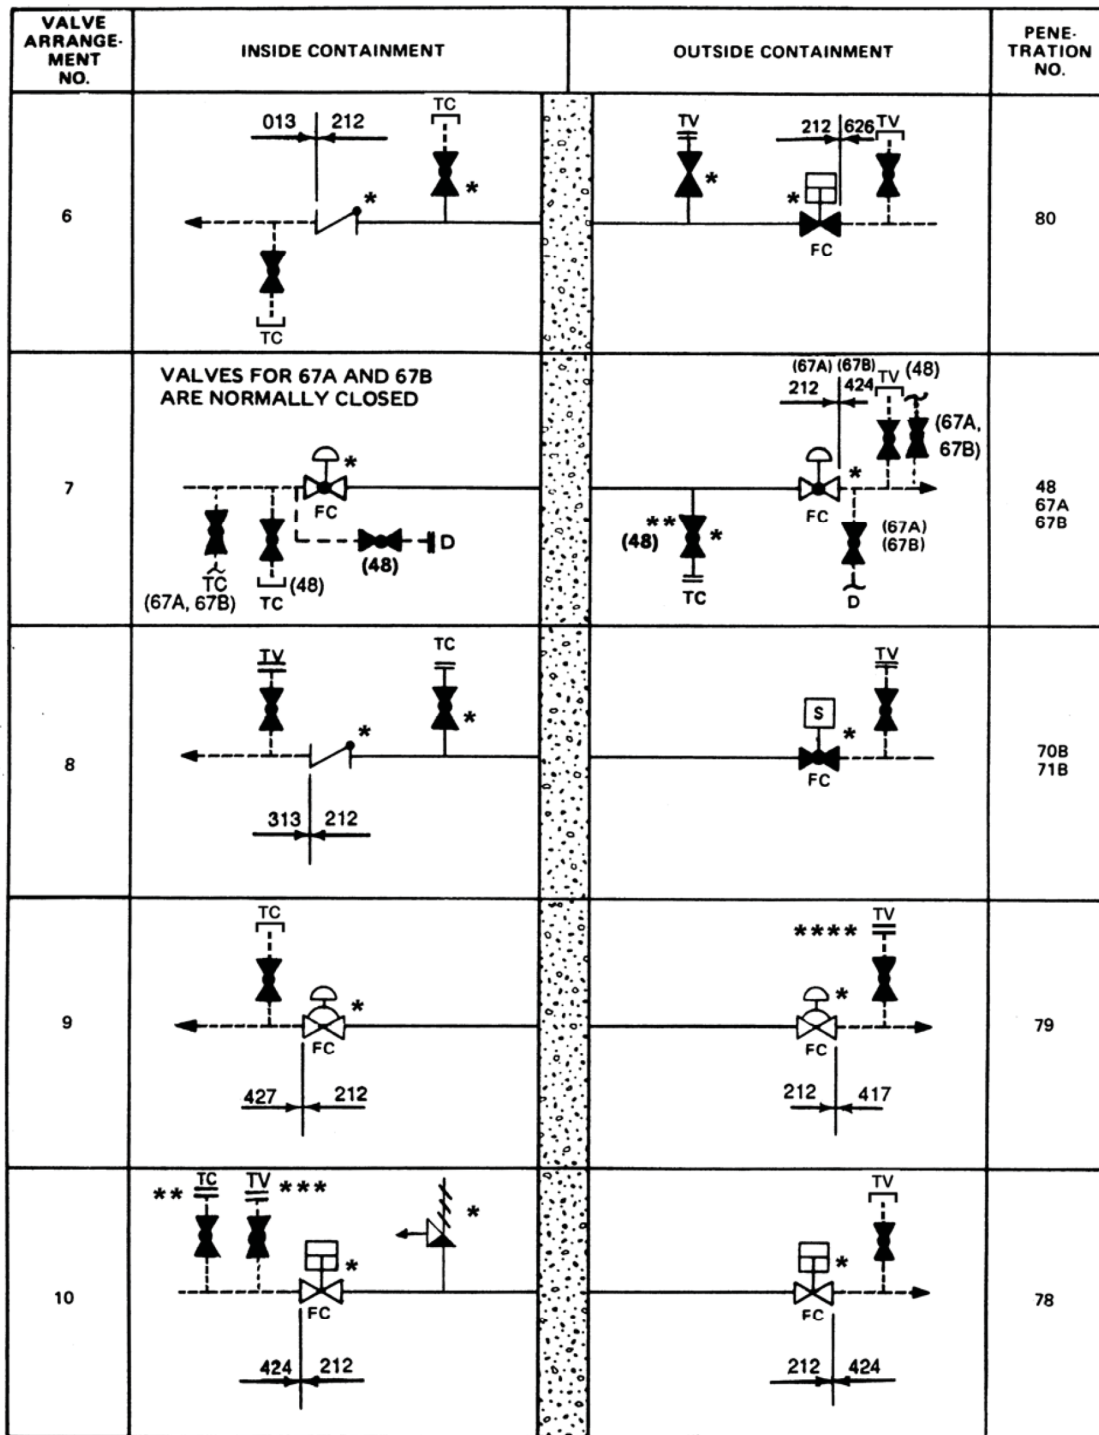 VALVE
ARRANGE-
MENT
NO.
INSIDE CONTAINMENT
OUTSIDE CONTAINMENT
PENE-
TRATION
NO.
6
013 212
TC
*
*
TC
TV
*
212 626 TV
*
FC
80
7
VALVES FOR 67A AND 67B
ARE NORMALLY CLOSED
*
FC
TC
(67A, 67B)
TC
(48)
(48)
D
(67A) (67B)
212 424
TV (48)
(67A,
67B)
*
FC
**
(48)
*
TC
(67A)
(67B)
D
48
67A
67B
8
TV
TC
*
*
313 212
S
*
FC
TV
70B
71B
9
TC
*
FC
427 212
**** TV
*
FC
212 417
79
10
** TC TV ***
*
*
FC
424 212
TV
*
FC
212 424
78